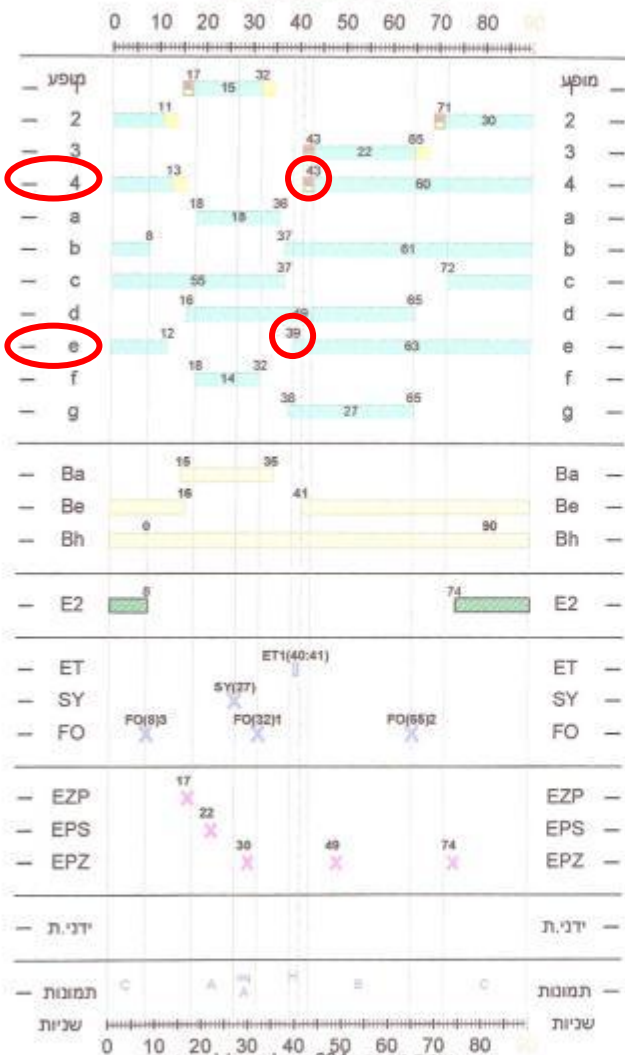 0 10 20 30 40 50 60 70 80 90
מופע 17 32 מופע
1 15 1
11 71
2 30 2
43 65
3 22 3
13 43
4 60 4
18 36
a 18 a
8 37
b 61 b
37 72
c 55 c
16 65
d 49 d
12 39
e 63 e
18 32
f 14 f
38 65
g 27 g
15 35
Ba Ba
16 41
Be Be
0 90
Bh Bh
8 74
E2 E2
ET1(40:41)
ET ET
SY(27)
SY SY
FO(8)3 FO(32)1 FO(65)2
FO FO
17
EZP EZP
22
EPS EPS
30 49 74
EPZ EPZ
ידני.ת ידני.ת
תמונות C A A H B C תמונות
שניות שניות
0 10 20 30 40 50 60 70 80 90